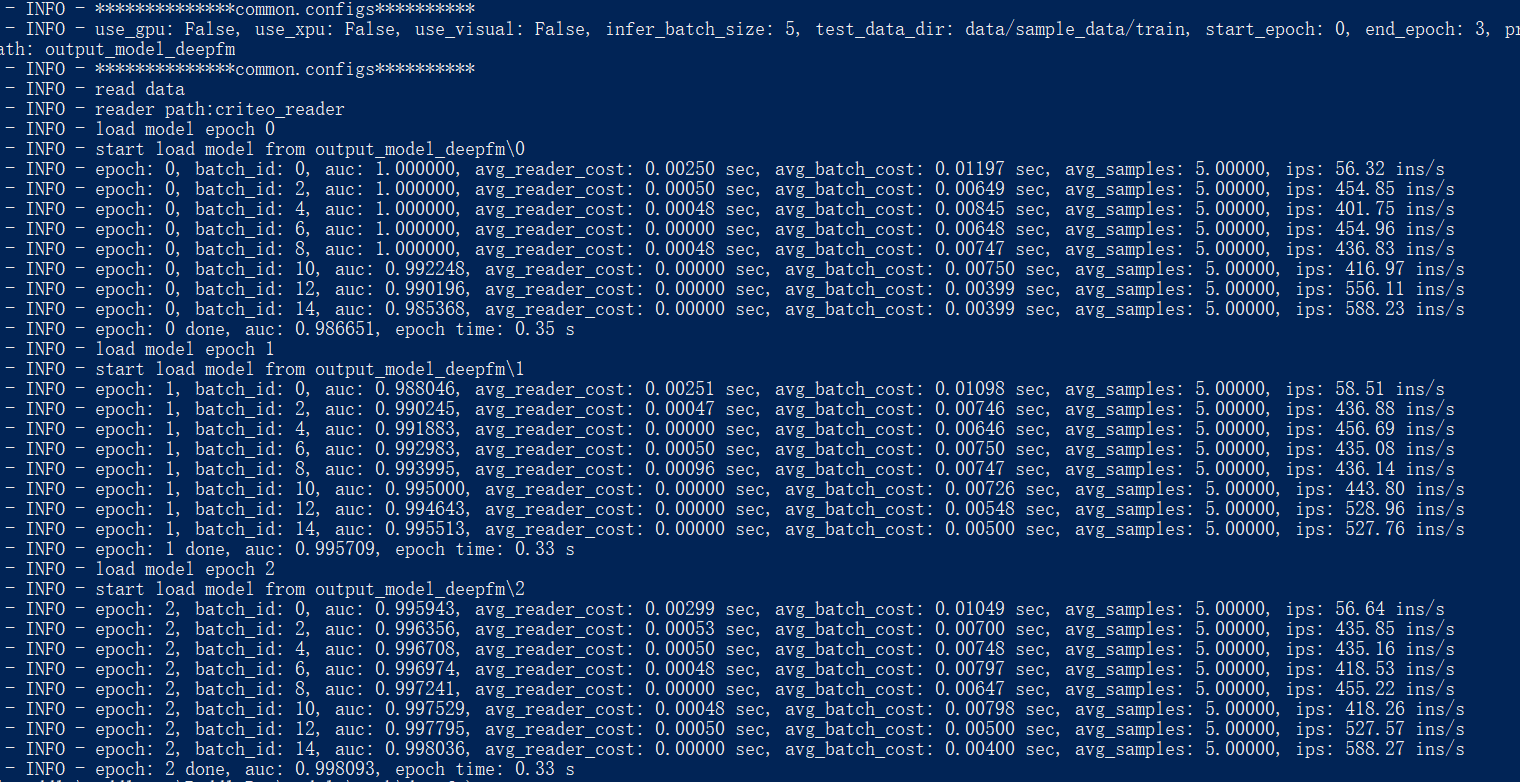 - INFO - **************common.configs**********
- INFO - use_gpu: False, use_xpu: False, use_visual: False, infer_batch_size: 5, test_data_dir: data/sample_data/train, start_epoch: 0, end_epoch: 3, pr
ath: output_model_deepfm
- INFO - **************common.configs**********
- INFO - read data
- INFO - reader path:criteo_reader
- INFO - load model epoch 0
- INFO - start load model from output_model_deepfm\0
- INFO - epoch: 0, batch_id: 0, auc: 1.000000, avg_reader_cost: 0.00250 sec, avg_batch_cost: 0.01197 sec, avg_samples: 5.00000, ips: 56.32 ins/s
- INFO - epoch: 0, batch_id: 2, auc: 1.000000, avg_reader_cost: 0.00050 sec, avg_batch_cost: 0.00649 sec, avg_samples: 5.00000, ips: 454.85 ins/s
- INFO - epoch: 0, batch_id: 4, auc: 1.000000, avg_reader_cost: 0.00048 sec, avg_batch_cost: 0.00845 sec, avg_samples: 5.00000, ips: 401.75 ins/s
- INFO - epoch: 0, batch_id: 6, auc: 1.000000, avg_reader_cost: 0.00000 sec, avg_batch_cost: 0.00648 sec, avg_samples: 5.00000, ips: 454.96 ins/s
- INFO - epoch: 0, batch_id: 8, auc: 1.000000, avg_reader_cost: 0.00048 sec, avg_batch_cost: 0.00747 sec, avg_samples: 5.00000, ips: 436.83 ins/s
- INFO - epoch: 0, batch_id: 10, auc: 0.992248, avg_reader_cost: 0.00000 sec, avg_batch_cost: 0.00750 sec, avg_samples: 5.00000, ips: 416.97 ins/s
- INFO - epoch: 0, batch_id: 12, auc: 0.990196, avg_reader_cost: 0.00000 sec, avg_batch_cost: 0.00399 sec, avg_samples: 5.00000, ips: 556.11 ins/s
- INFO - epoch: 0, batch_id: 14, auc: 0.985368, avg_reader_cost: 0.00000 sec, avg_batch_cost: 0.00399 sec, avg_samples: 5.00000, ips: 588.23 ins/s
- INFO - epoch: 0 done, auc: 0.986651, epoch time: 0.35 s
- INFO - load model epoch 1
- INFO - start load model from output_model_deepfm\1
- INFO - epoch: 1, batch_id: 0, auc: 0.988046, avg_reader_cost: 0.00251 sec, avg_batch_cost: 0.01098 sec, avg_samples: 5.00000, ips: 58.51 ins/s
- INFO - epoch: 1, batch_id: 2, auc: 0.990245, avg_reader_cost: 0.00047 sec, avg_batch_cost: 0.00746 sec, avg_samples: 5.00000, ips: 436.88 ins/s
- INFO - epoch: 1, batch_id: 4, auc: 0.991883, avg_reader_cost: 0.00000 sec, avg_batch_cost: 0.00646 sec, avg_samples: 5.00000, ips: 456.69 ins/s
- INFO - epoch: 1, batch_id: 6, auc: 0.992983, avg_reader_cost: 0.00050 sec, avg_batch_cost: 0.00750 sec, avg_samples: 5.00000, ips: 435.08 ins/s
- INFO - epoch: 1, batch_id: 8, auc: 0.993995, avg_reader_cost: 0.00096 sec, avg_batch_cost: 0.00747 sec, avg_samples: 5.00000, ips: 436.14 ins/s
- INFO - epoch: 1, batch_id: 10, auc: 0.995000, avg_reader_cost: 0.00000 sec, avg_batch_cost: 0.00726 sec, avg_samples: 5.00000, ips: 443.80 ins/s
- INFO - epoch: 1, batch_id: 12, auc: 0.994643, avg_reader_cost: 0.00000 sec, avg_batch_cost: 0.00548 sec, avg_samples: 5.00000, ips: 528.96 ins/s
- INFO - epoch: 1, batch_id: 14, auc: 0.995513, avg_reader_cost: 0.00000 sec, avg_batch_cost: 0.00500 sec, avg_samples: 5.00000, ips: 527.76 ins/s
- INFO - epoch: 1 done, auc: 0.995709, epoch time: 0.33 s
- INFO - load model epoch 2
- INFO - start load model from output_model_deepfm\2
- INFO - epoch: 2, batch_id: 0, auc: 0.995943, avg_reader_cost: 0.00299 sec, avg_batch_cost: 0.01049 sec, avg_samples: 5.00000, ips: 56.64 ins/s
- INFO - epoch: 2, batch_id: 2, auc: 0.996356, avg_reader_cost: 0.00053 sec, avg_batch_cost: 0.00700 sec, avg_samples: 5.00000, ips: 435.85 ins/s
- INFO - epoch: 2, batch_id: 4, auc: 0.996708, avg_reader_cost: 0.00050 sec, avg_batch_cost: 0.00748 sec, avg_samples: 5.00000, ips: 435.16 ins/s
- INFO - epoch: 2, batch_id: 6, auc: 0.996974, avg_reader_cost: 0.00048 sec, avg_batch_cost: 0.00797 sec, avg_samples: 5.00000, ips: 418.53 ins/s
- INFO - epoch: 2, batch_id: 8, auc: 0.997241, avg_reader_cost: 0.00000 sec, avg_batch_cost: 0.00647 sec, avg_samples: 5.00000, ips: 455.22 ins/s
- INFO - epoch: 2, batch_id: 10, auc: 0.997529, avg_reader_cost: 0.00048 sec, avg_batch_cost: 0.00798 sec, avg_samples: 5.00000, ips: 418.26 ins/s
- INFO - epoch: 2, batch_id: 12, auc: 0.997795, avg_reader_cost: 0.00050 sec, avg_batch_cost: 0.00500 sec, avg_samples: 5.00000, ips: 527.57 ins/s
- INFO - epoch: 2, batch_id: 14, auc: 0.998036, avg_reader_cost: 0.00000 sec, avg_batch_cost: 0.00400 sec, avg_samples: 5.00000, ips: 588.27 ins/s
- INFO - epoch: 2 done, auc: 0.998093, epoch time: 0.33 s